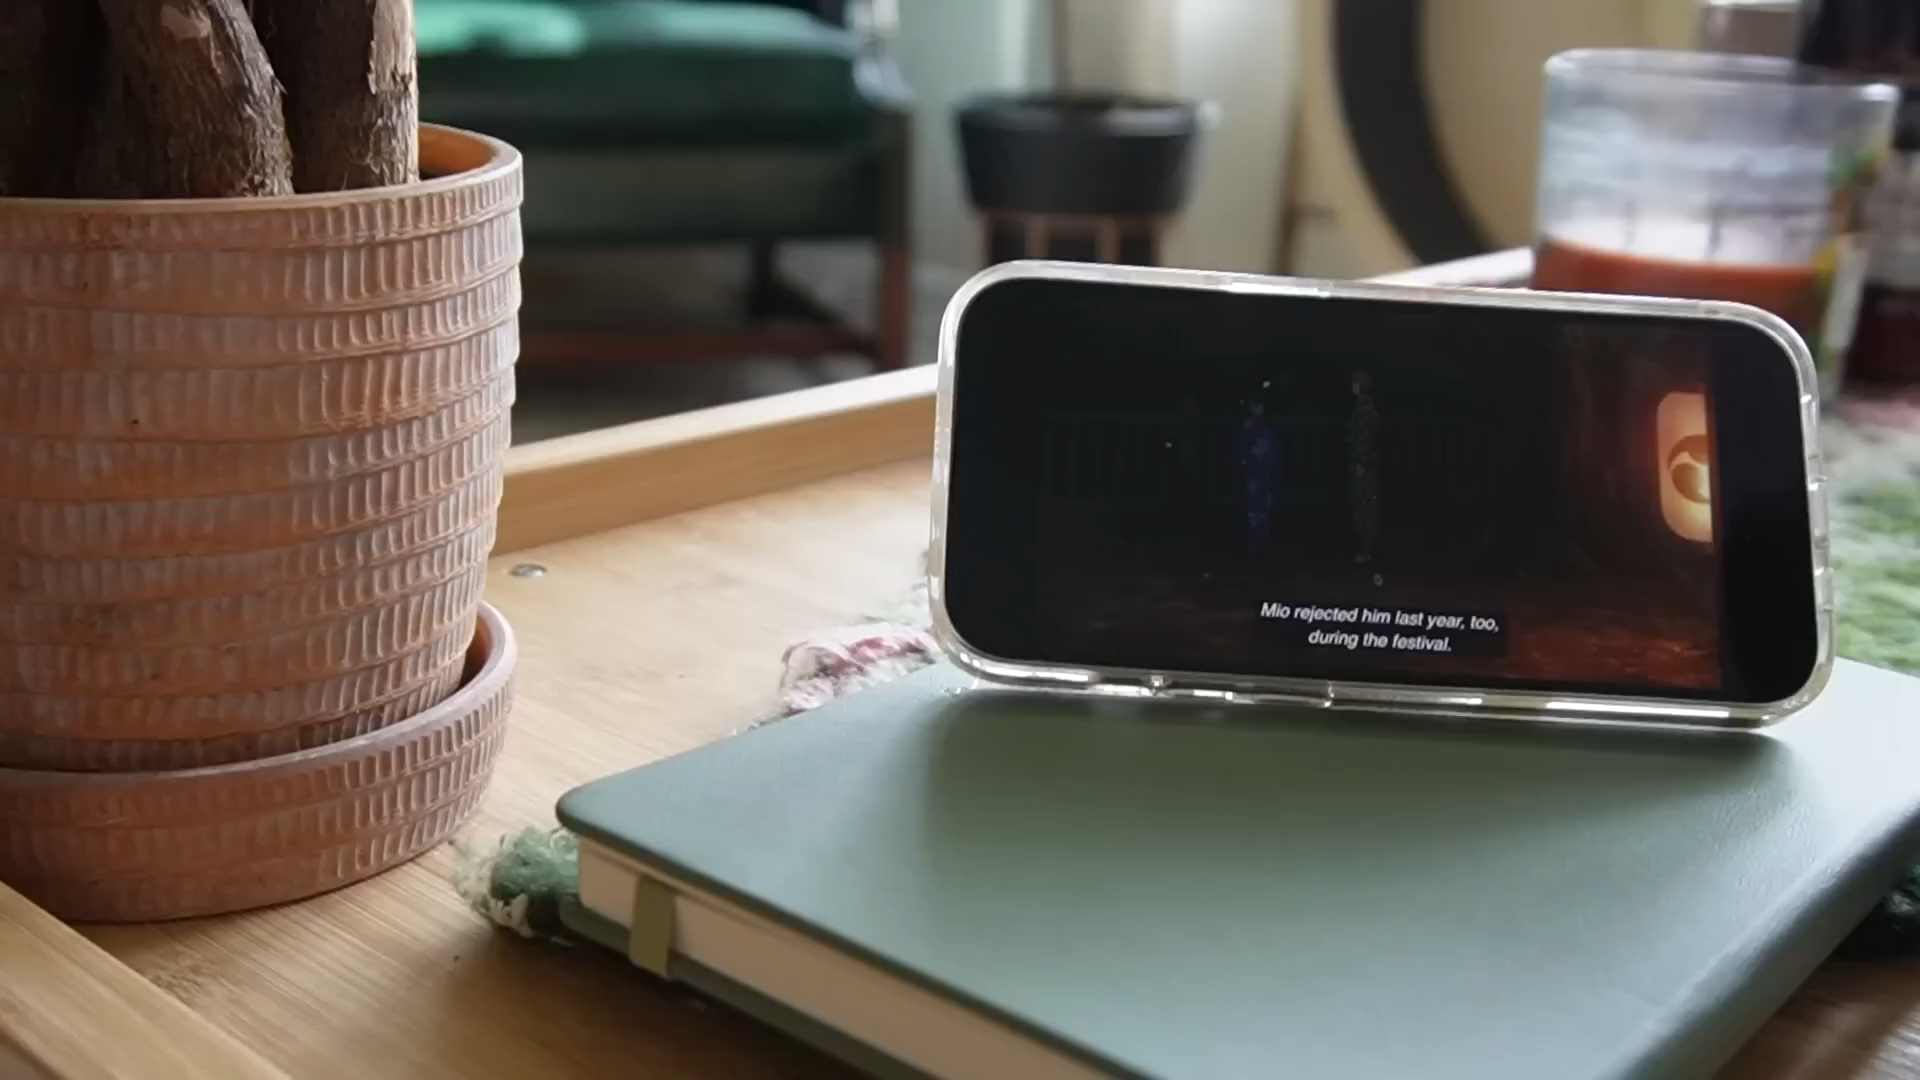 Mio rejected him last year, too,
during the festival.